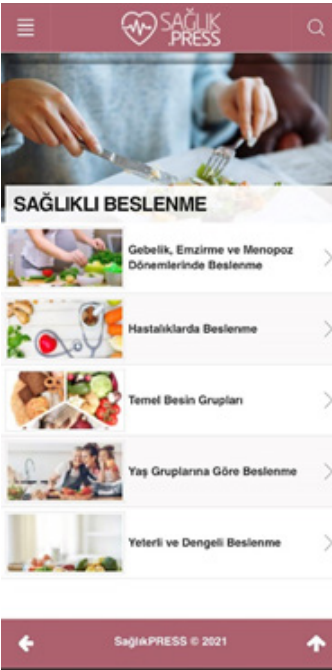 SAĞLIK
.PRESS
SAĞLIKLI BESLENME
Gebelik, Emzirme ve Menopoz
Dönemlerinde Beslenme
Hastalıklarda Beslenme
Temel Besin Grupları
Yaş Gruplarına Göre Beslenme
Yeterli ve Dengeli Beslenme
SağlıkPRESS © 2021